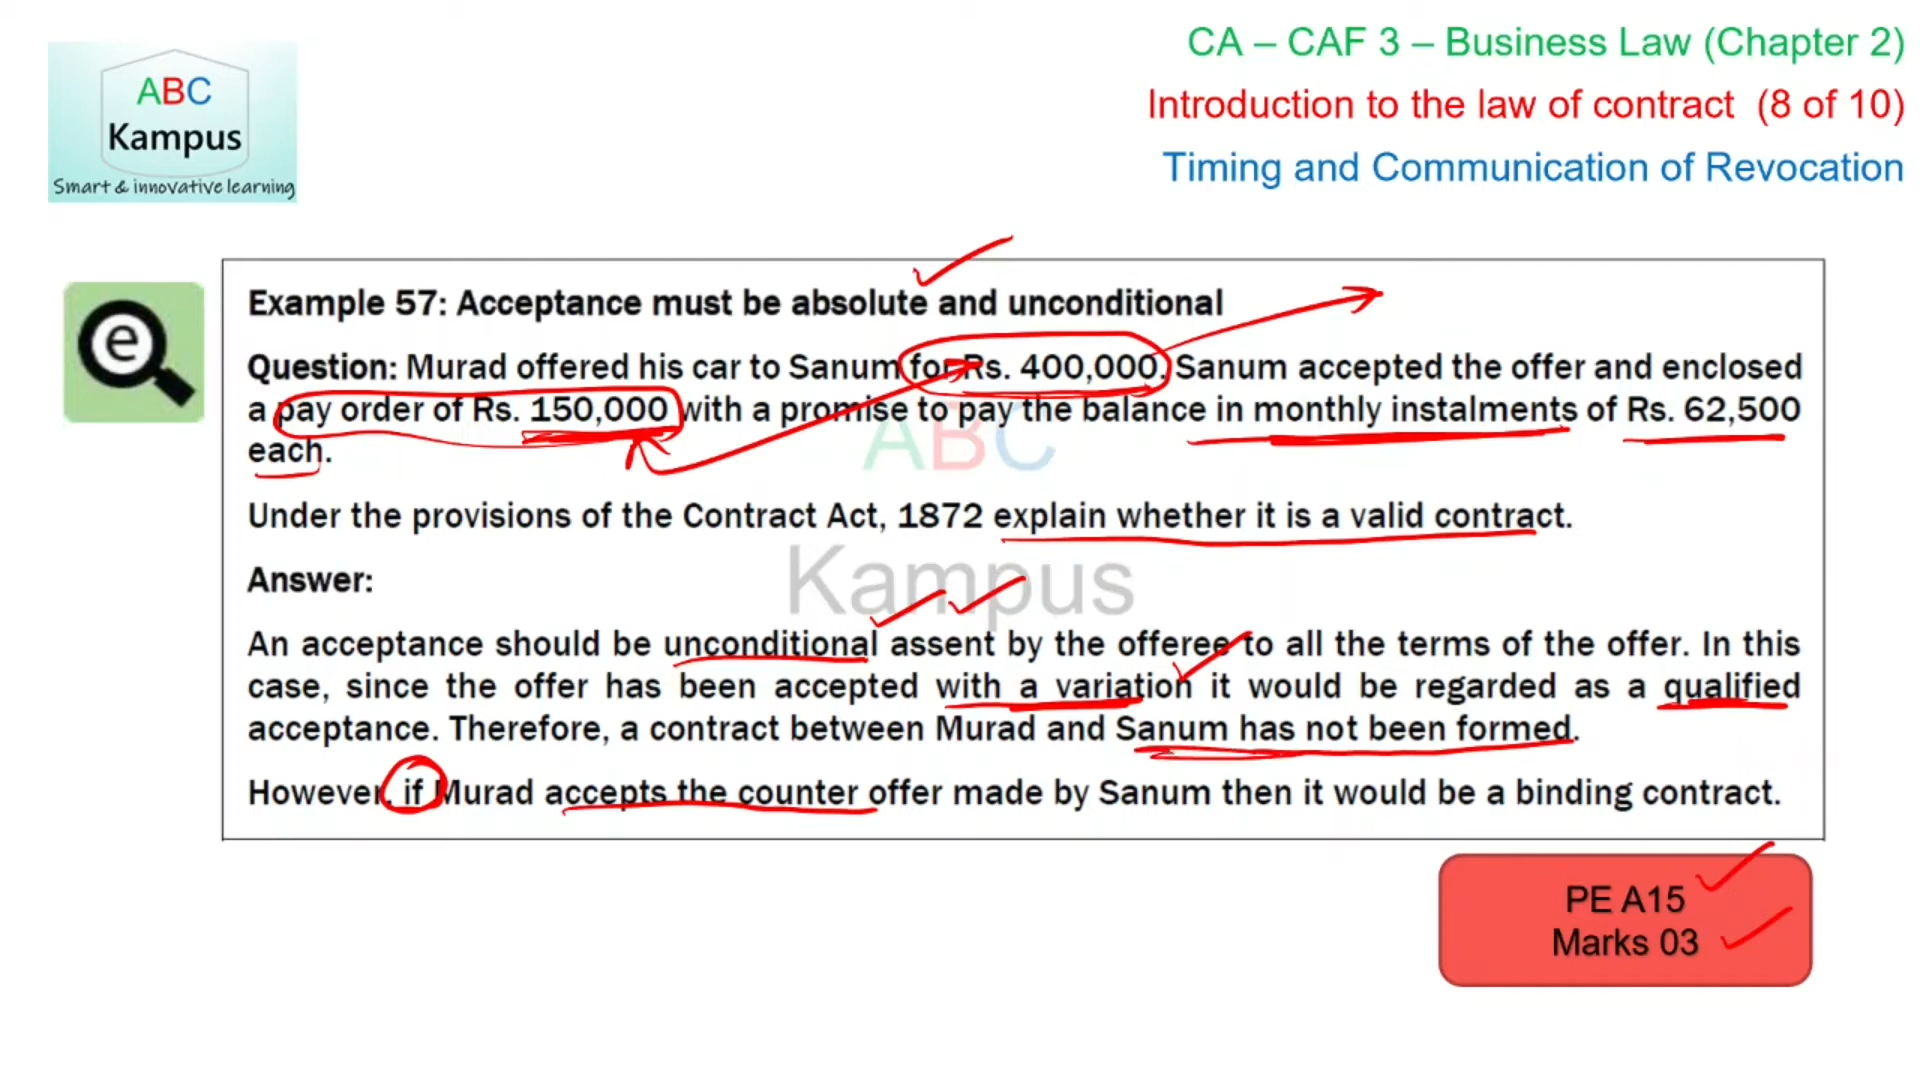 ABC
Kampus
Smart & innovative learning
CA – CAF 3 – Business Law (Chapter 2)
Introduction to the law of contract (8 of 10)
Timing and Communication of Revocation
e
Example 57: Acceptance must be absolute and unconditional
Question: Murad offered his car to Sanum for Rs. 400,000. Sanum accepted the offer and enclosed
a pay order of Rs. 150,000 with a promise to pay the balance in monthly instalments of Rs. 62,500
each.
ABC
Under the provisions of the Contract Act, 1872 explain whether it is a valid contract.
Kampus
Answer:
An acceptance should be unconditional assent by the offeree to all the terms of the offer. In this
case, since the offer has been accepted with a variation it would be regarded as a qualified
acceptance. Therefore, a contract between Murad and Sanum has not been formed.
However, if Murad accepts the counter offer made by Sanum then it would be a binding contract.
PE A15
Marks 03